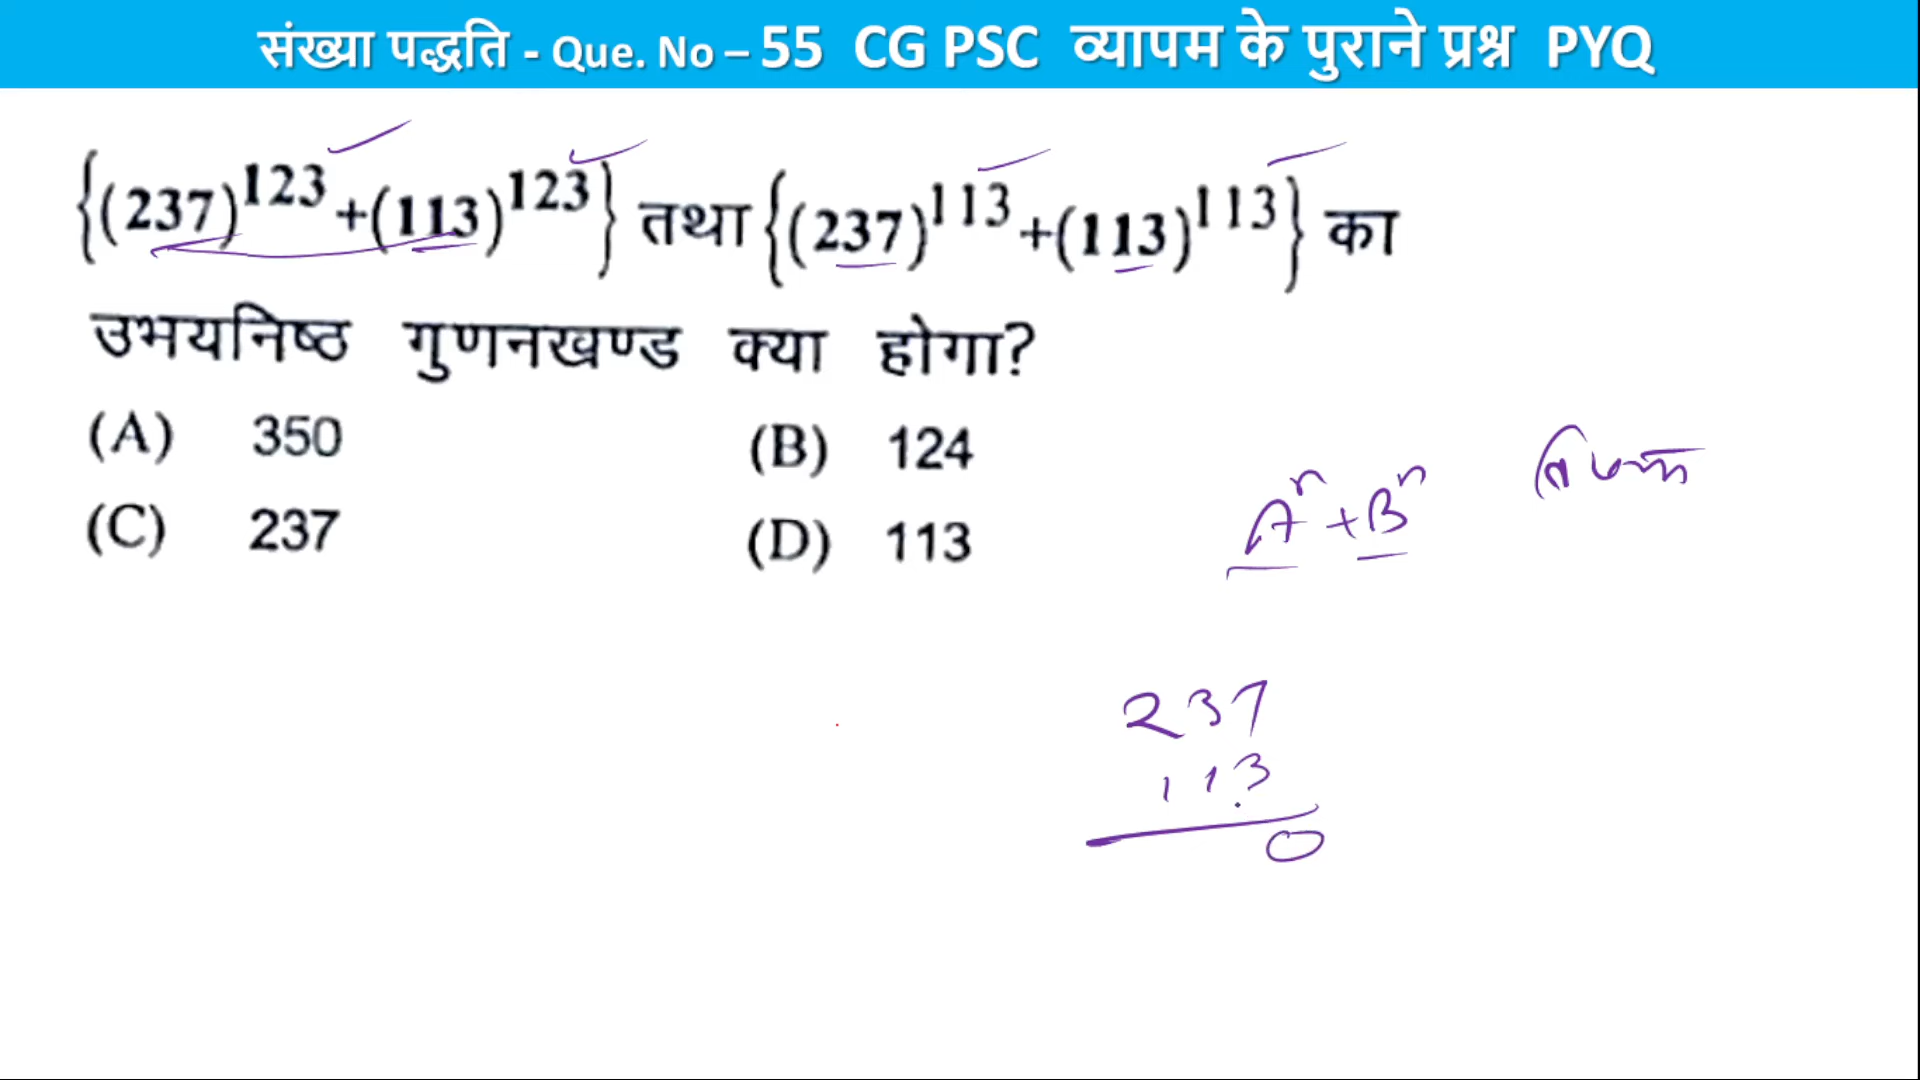 संख्या पद्धति - Que. No – 55 CG PSC व्यापम के पुराने प्रश्न PYQ
{(237)^123+(113)^123} तथा {(237)^113+(113)^113} का
उभयनिष्ठ गुणनखण्ड क्या होगा?
(A) 350 (B) 124
(C) 237 (D) 113
A^n + B^n
237
113
0